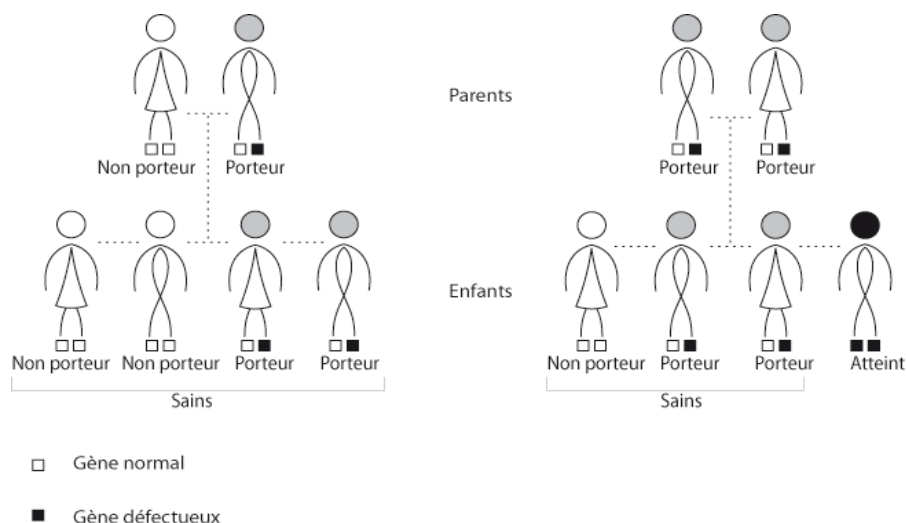 Parents
Non porteur Porteur
Porteur Porteur
Enfants
Non porteur Non porteur Porteur Porteur
Non porteur Porteur Porteur Atteint
Sains
Sains
Gène normal
Gène défectueux